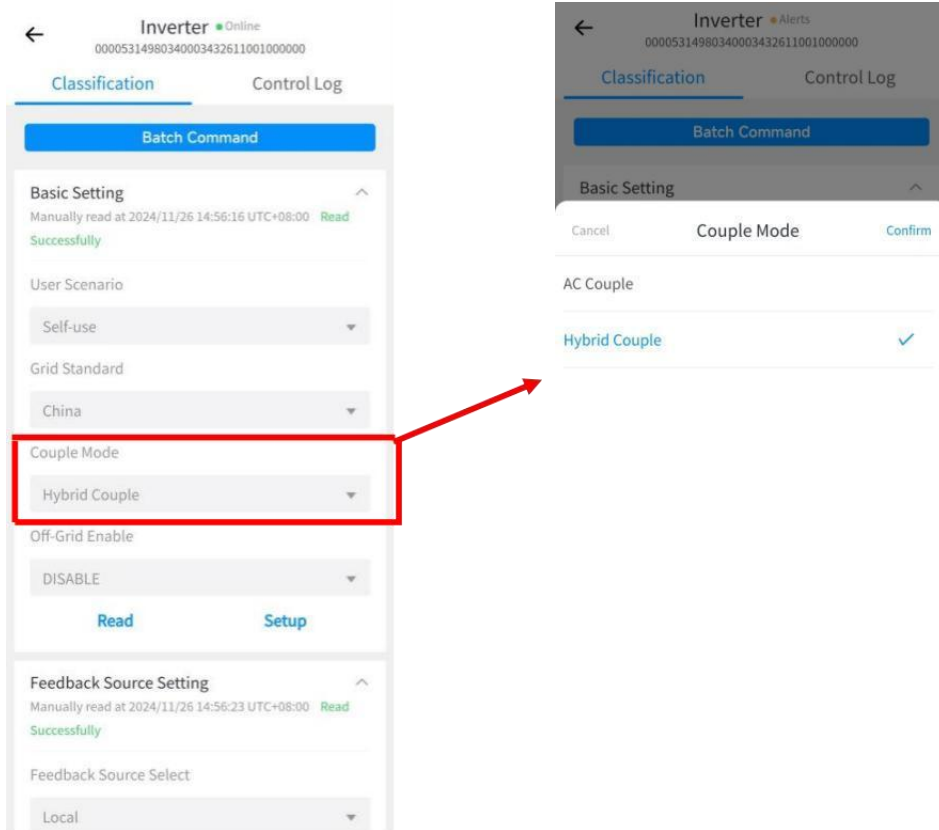 Inverter Online
00005314980340003432611001000000
Classification Control Log
Batch Command
Basic Setting
Manually read at 2024/11/26 14:56:16 UTC+08:00 Read
Successfully
User Scenario
Self-use
Grid Standard
China
Couple Mode
Hybrid Couple
Off-Grid Enable
DISABLE
Read Setup
Feedback Source Setting
Manually read at 2024/11/26 14:56:23 UTC+08:00 Read
Successfully
Feedback Source Select
Local
Inverter Alerts
00005314980340003432611001000000
Classification Control Log
Batch Command
Basic Setting
Cancel Couple Mode Confirm
AC Couple
Hybrid Couple